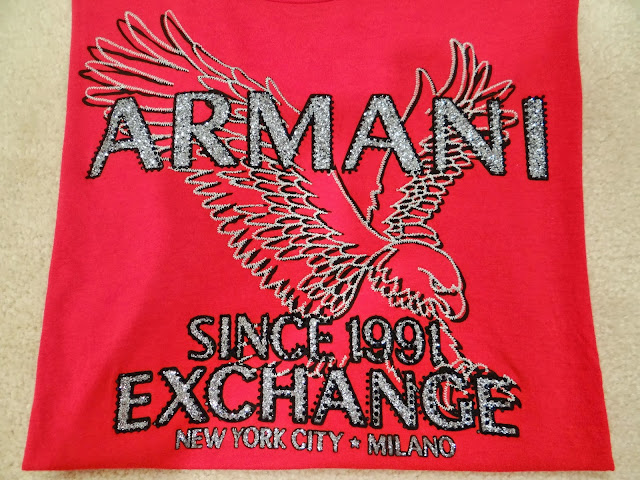 ARMANI
SINCE 1991
EXCHANGE
NEW YORK CITY ★ MILANO